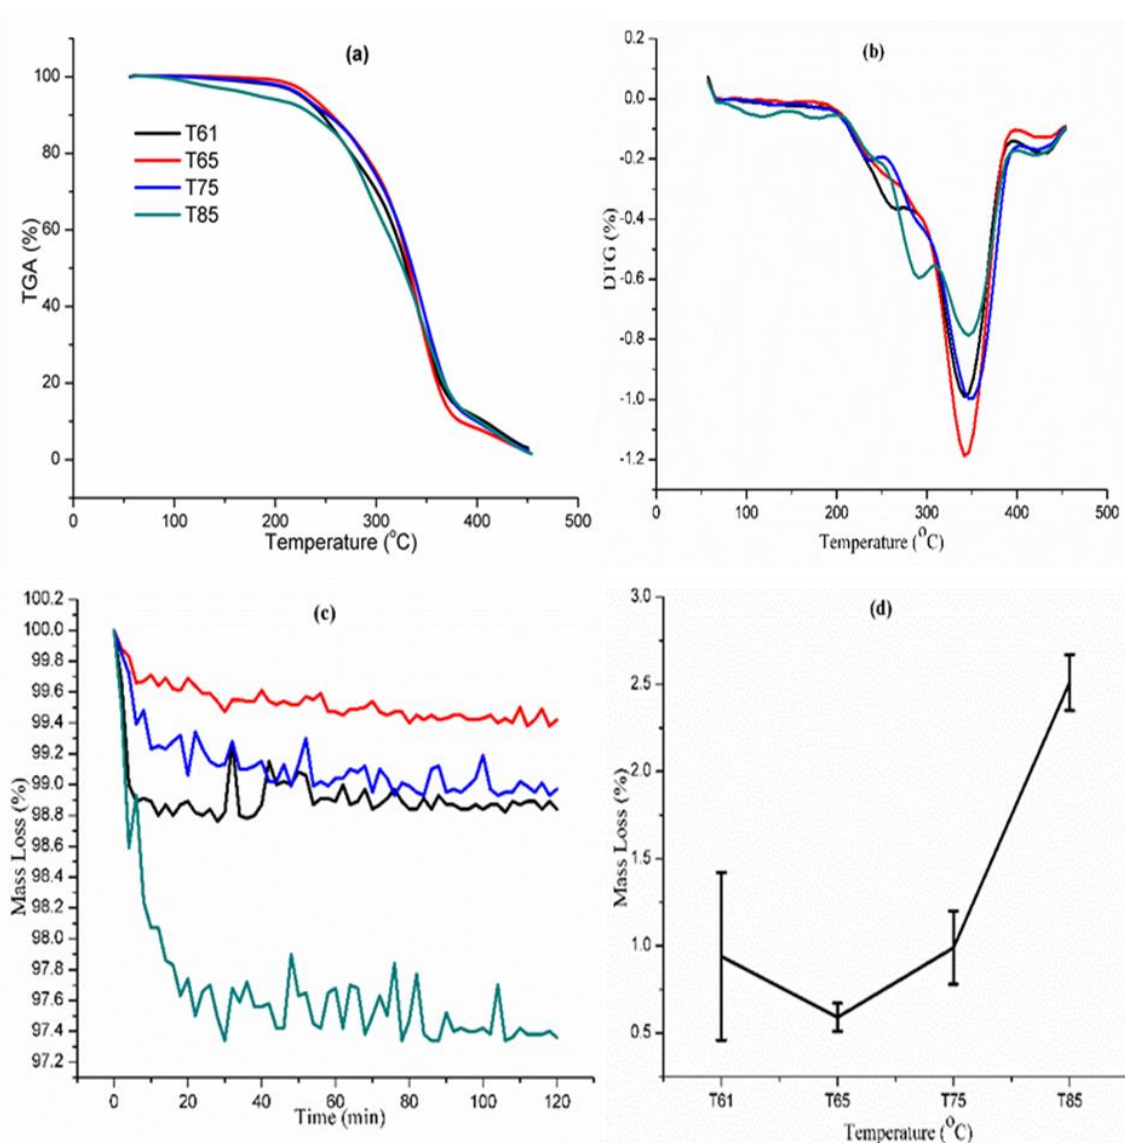 (a)
100
80
60
40
20
0
TGA (%)
T61
T65
T75
T85
0 100 200 300 400 500
Temperature (°C)
(b)
0.2
0.0
-0.2
-0.4
-0.6
-0.8
-1.0
-1.2
DTG (%)
0 100 200 300 400 500
Temperature (°C)
(c)
100.2
100.0
99.8
99.6
99.4
99.2
99.0
98.8
98.6
98.4
98.2
98.0
97.8
97.6
97.4
97.2
Mass Loss (%)
0 20 40 60 80 100 120
Time (min)
(d)
3.0
2.5
2.0
1.5
1.0
0.5
Mass Loss (%)
T61 T65 T75 T85
Temperature (°C)